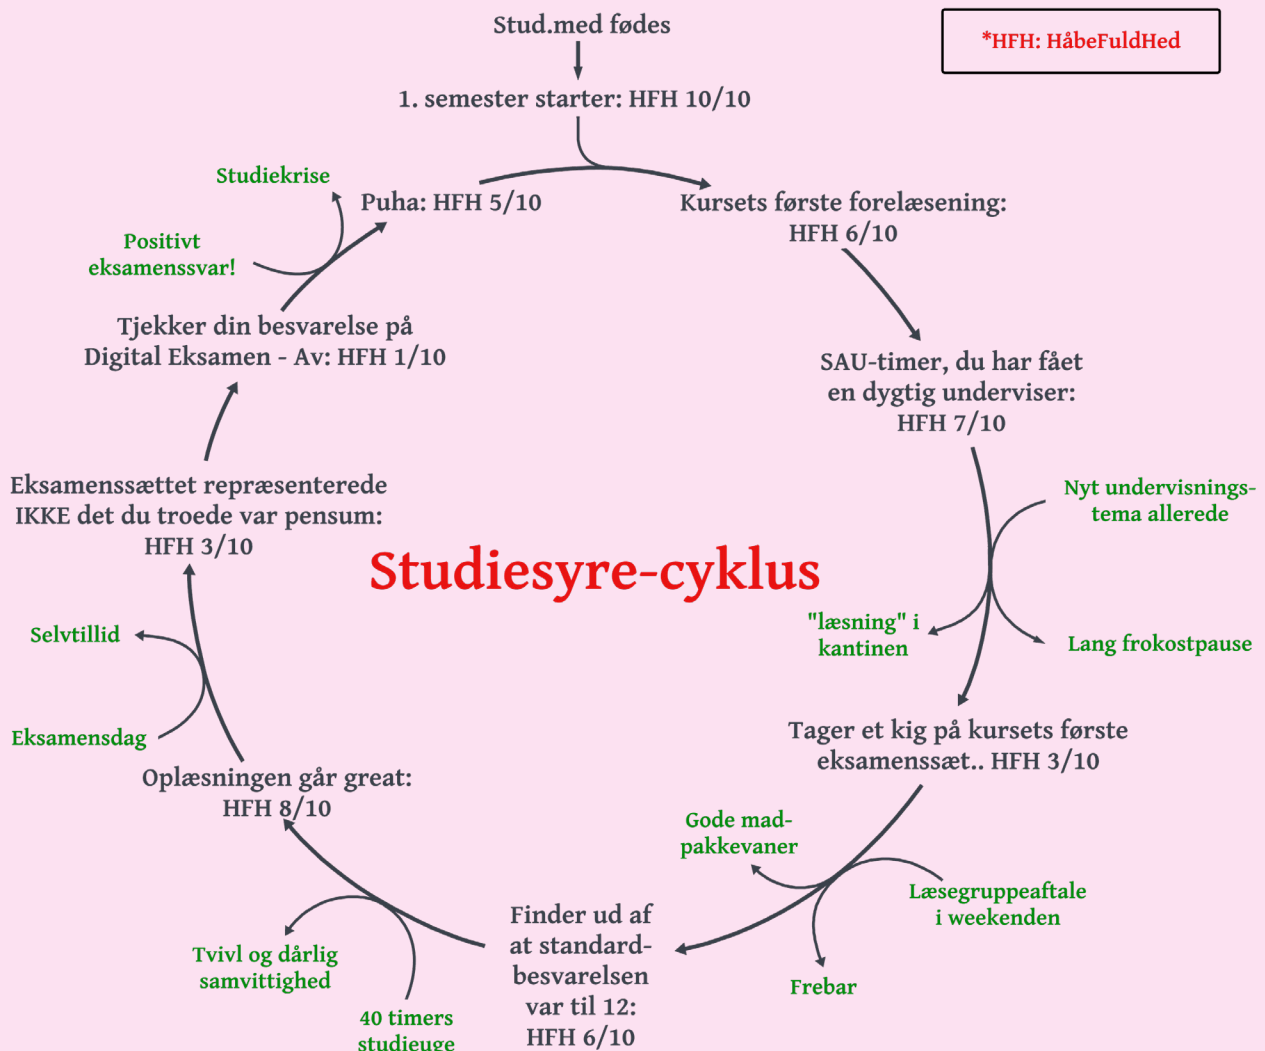 Stud.med fødes
*HFH: HåbeFuldHed
1. semester starter: HFH 10/10
Studiekrise
Puha: HFH 5/10
Kursets første forelæsening:
HFH 6/10
Positivt
eksamenssvar!
Tjekker din besvarelse på
Digital Eksamen - Av: HFH 1/10
SAU-timer, du har fået
en dygtig underviser:
HFH 7/10
Eksamenssættet repræsenterede
IKKE det du troede var pensum:
HFH 3/10
Nyt undervisnings-
tema allerede
Studiesyre-cyklus
"læsning" i
kantinen
Lang frokostpause
Selvtillid
Eksamensdag
Tager et kig på kursets første
eksamenssæt.. HFH 3/10
Oplæsningen går great:
HFH 8/10
Gode mad-
pakkevaner
Læsegruppeaftale
i weekenden
Finder ud af
at standard-
besvarelsen
var til 12:
HFH 6/10
Tvivl og dårlig
samvittighed
Frebar
40 timers
studieuge